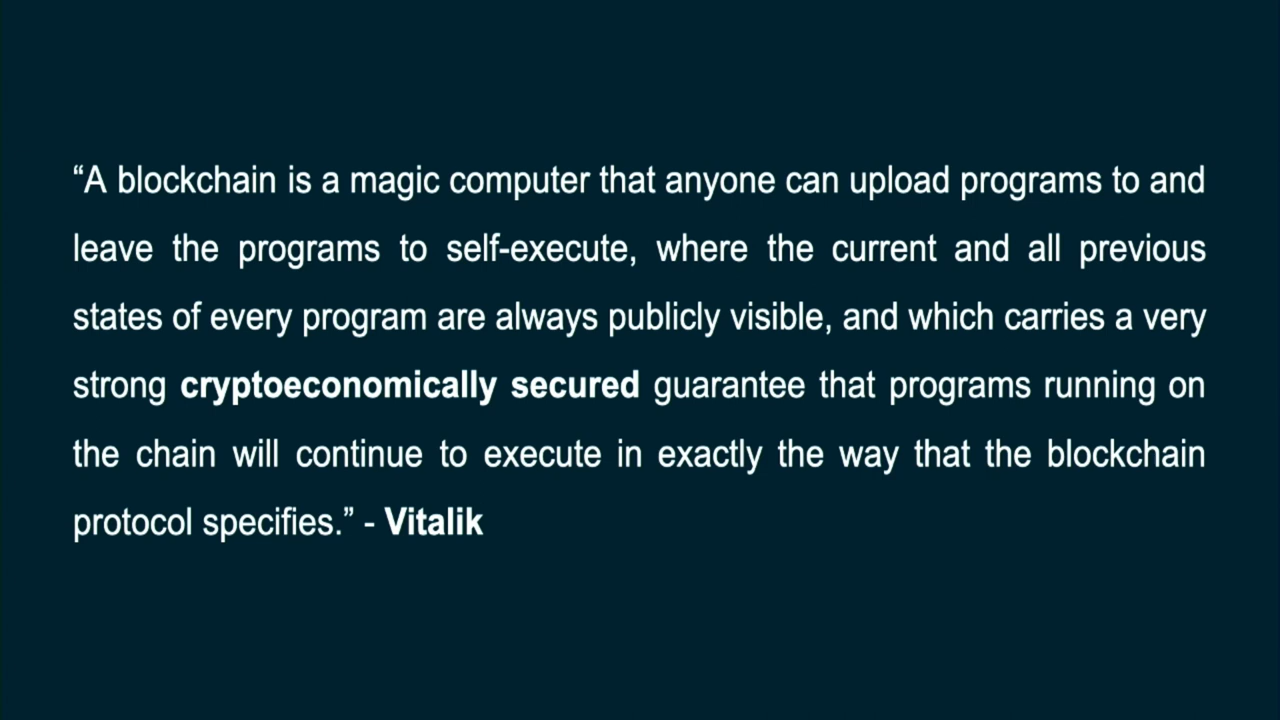 “A blockchain is a magic computer that anyone can upload programs to and
leave the programs to self-execute, where the current and all previous
states of every program are always publicly visible, and which carries a very
strong cryptoeconomically secured guarantee that programs running on
the chain will continue to execute in exactly the way that the blockchain
protocol specifies.” - Vitalik